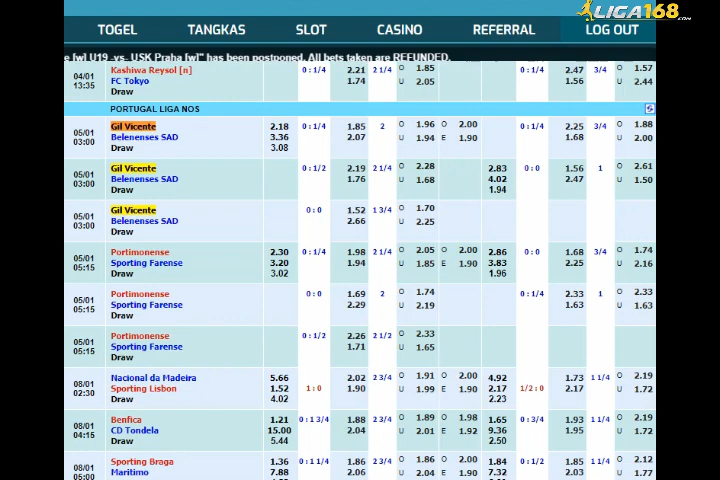 LIGA168.COM
TOGEL TANGKAS SLOT CASINO REFERRAL LOG OUT
e [w] U19 -vs- USK Praha [w]" has been postponed. All bets taken are REFUNDED.
04/01 Kashiwa Reysol [n] 0 : 1/4 2.21 2 1/4 O 1.85 0 : 1/4 2.47 3/4 O 1.57
13:35 FC Tokyo 1.74 U 2.05 1.56 U 2.44
Draw
PORTUGAL LIGA NOS
05/01 Gil Vicente 2.18 0 : 1/4 1.85 2 O 1.96 O 2.00 0 : 1/4 2.25 3/4 O 1.88
03:00 Belenenses SAD 3.36 2.07 U 1.94 E 1.90 1.68 U 2.00
Draw 3.08
05/01 Gil Vicente 0 : 1/2 2.19 2 1/4 O 2.28 2.83 0 : 0 1.56 1 O 2.61
03:00 Belenenses SAD 1.76 U 1.68 4.02 2.47 U 1.50
Draw 1.94
05/01 Gil Vicente 0 : 0 1.52 1 3/4 O 1.70
03:00 Belenenses SAD 2.66 U 2.25
Draw
05/01 Portimonense 2.30 0 : 1/4 1.98 2 1/4 O 2.05 O 2.00 2.86 0 : 0 1.68 3/4 O 1.74
05:15 Sporting Farense 3.20 1.94 U 1.85 E 1.90 3.83 2.25 U 2.16
Draw 3.02 1.96
05/01 Portimonense 0 : 0 1.69 2 O 1.74 0 : 1/4 2.33 1 O 2.33
05:15 Sporting Farense 2.29 U 2.19 1.63 U 1.63
Draw
05/01 Portimonense 0 : 1/2 2.26 2 1/2 O 2.33
05:15 Sporting Farense 1.71 U 1.65
Draw
08/01 Nacional da Madeira 5.66 2.02 2 3/4 O 1.91 O 2.00 4.92 1.73 1 1/4 O 2.19
02:30 Sporting Lisbon 1.52 1 : 0 1.90 U 1.99 E 1.90 2.17 1/2 : 0 2.17 U 1.72
Draw 4.02 2.23
08/01 Benfica 1.21 0 : 1 3/4 1.88 2 3/4 O 1.89 O 1.98 1.65 0 : 3/4 1.93 1 1/4 O 2.19
04:15 CD Tondela 15.00 2.04 U 2.01 E 1.92 9.36 1.95 U 1.72
Draw 5.44 2.50
08/01 Sporting Braga 1.36 0 : 1 1/4 1.86 2 3/4 O 1.86 O 2.00 1.84 0 : 1/2 1.85 1 1/4 O 2.12
05:00 Maritimo 7.88 2.06 U 2.04 E 1.90 7.32 2.03 U 1.77
Draw